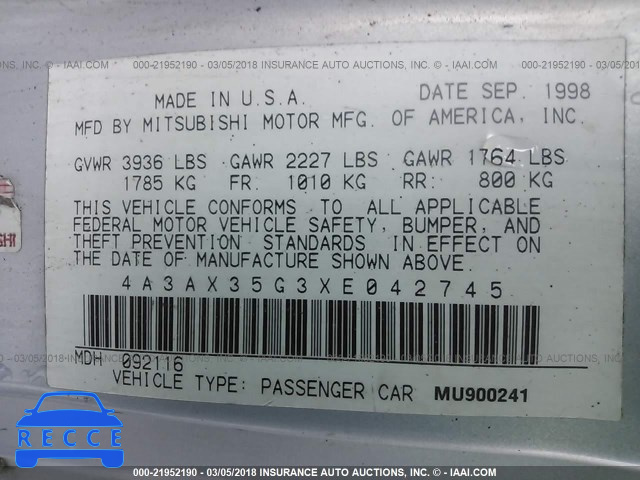 000-21952190 - 03/05/2018 INSURANCE AUTO AUCTIONS, INC. - © IAAI.COM
MADE IN U.S.A. DATE SEP. 1998
MFD BY MITSUBISHI MOTOR MFG. OF AMERICA, INC.
GVWR 3936 LBS GAWR 2227 LBS GAWR 1764 LBS
1785 KG FR: 1010 KG RR: 800 KG
THIS VEHICLE CONFORMS TO ALL APPLICABLE
FEDERAL MOTOR VEHICLE SAFETY, BUMPER, AND
THEFT PREVENTION STANDARDS IN EFFECT ON
THE DATE OF MANUFACTURE SHOWN ABOVE.
4A3AX35G3XE042745
MDH 092116
VEHICLE TYPE: PASSENGER CAR MU900241
RECCE
000-21952190 - 03/05/2018 INSURANCE AUTO AUCTIONS, INC. - © IAAI.COM